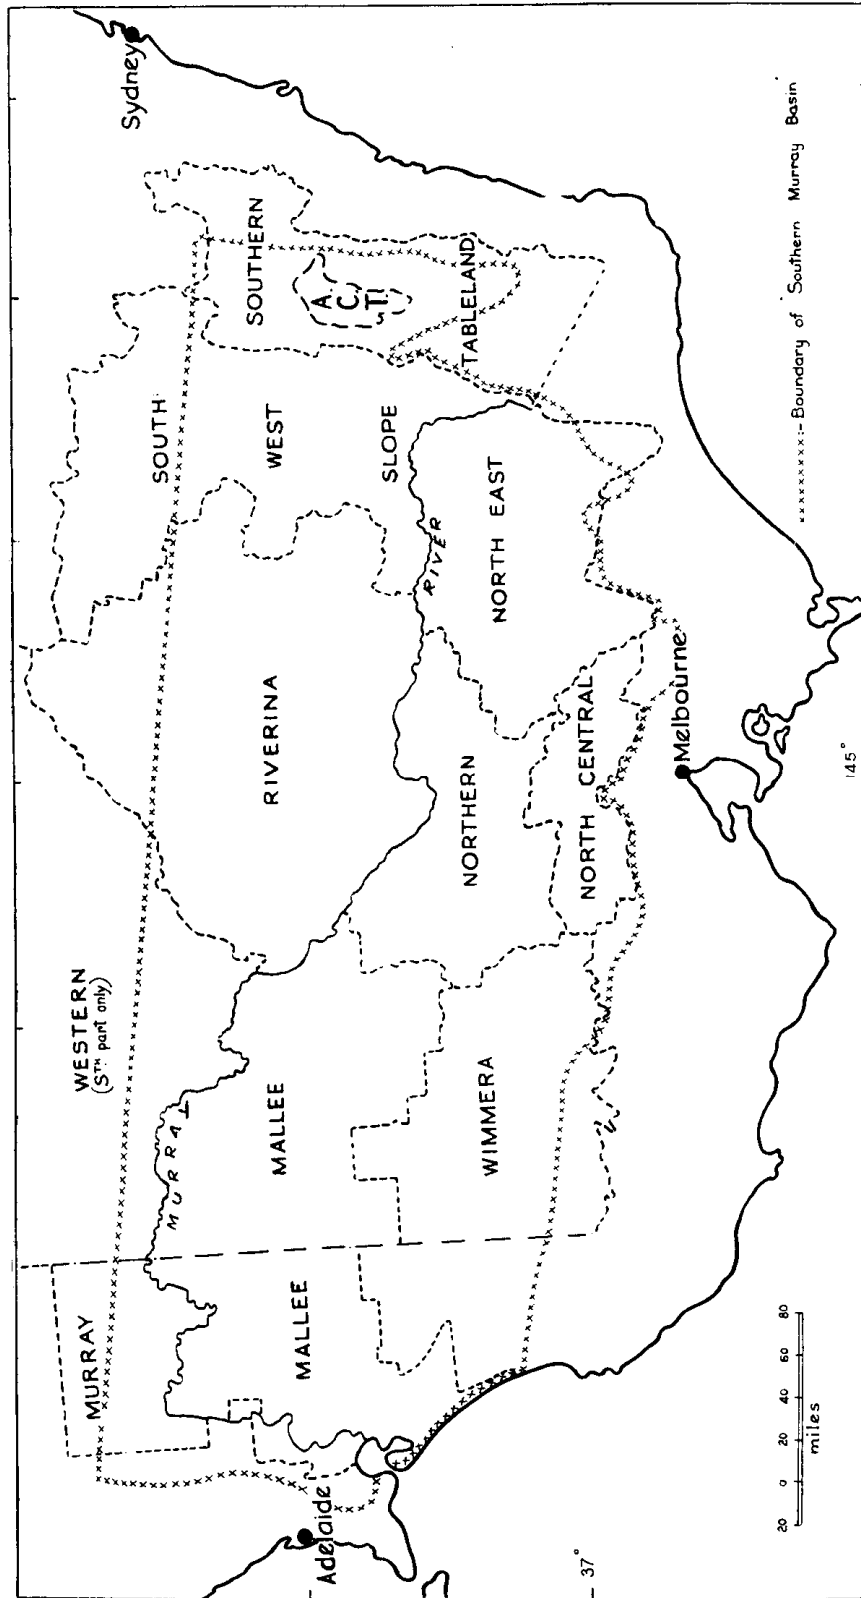 Sydney
SOUTHERN
A.
C.
T.
TABLELAND
SOUTH
WEST
SLOPE
RIVER
NORTH EAST
RIVERINA
NORTHERN
NORTH CENTRAL
Melbourne
WESTERN
(STH part only)
MURRAY
MALLEE
WIMMERA
MURRAY
MALLEE
Adelaide
xxxxxxxxxx:- Boundary of Southern Murray Basin
20 0 20 40 60 80
miles
37°
145°